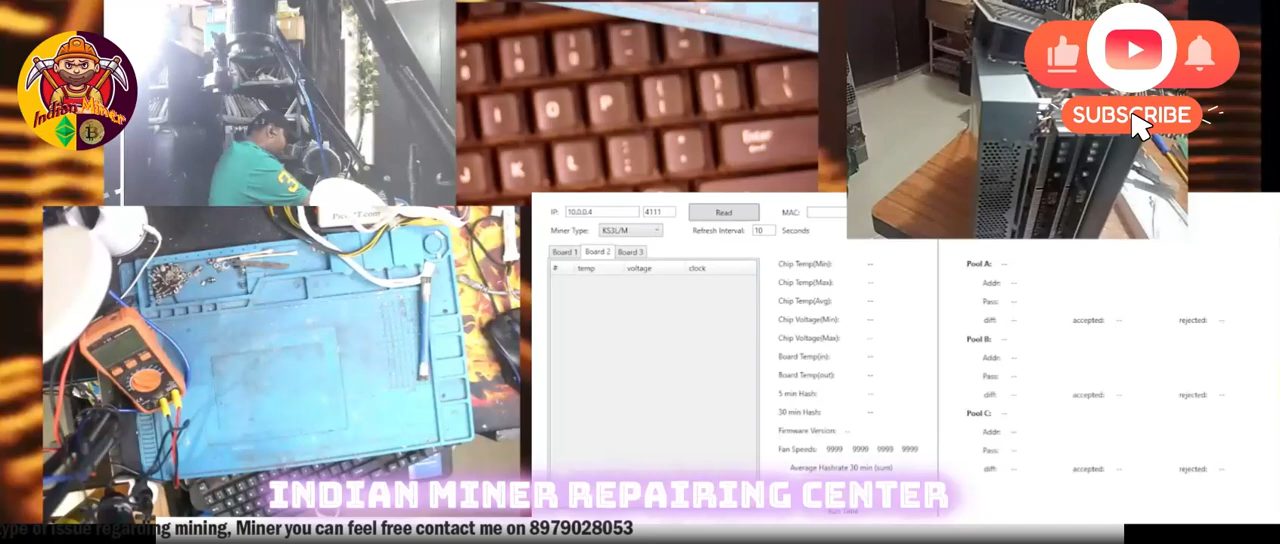 Indian Miner
SUBSCRIBE
I O P
Enter
J K L
IP: 10.0.0.4 4111 Read MAC:
Miner Type: KS3L/M Refresh Interval: 10 Seconds
Board 1 Board 2 Board 3
# temp voltage clock
Chip Temp(Min): --
Chip Temp(Max): --
Chip Temp(Avg): --
Chip Voltage(Min): --
Chip Voltage(Max): --
Board Temp(in): --
Board Temp(out): --
5 min Hash: --
30 min Hash: --
Firmware Version: --
Fan Speeds: 9999 9999 9999 9999
Average Hashrate 30 min (sum)
Pool A: --
Addr: --
Pass: --
diff: -- accepted: -- rejected: --
Pool B: --
Addr: --
Pass: --
diff: -- accepted: -- rejected: --
Pool C: --
Addr: --
Pass: --
diff: -- accepted: -- rejected: --
INDIAN MINER REPAIRING CENTER
type of issue regarding mining, Miner you can feel free contact me on 8979028053